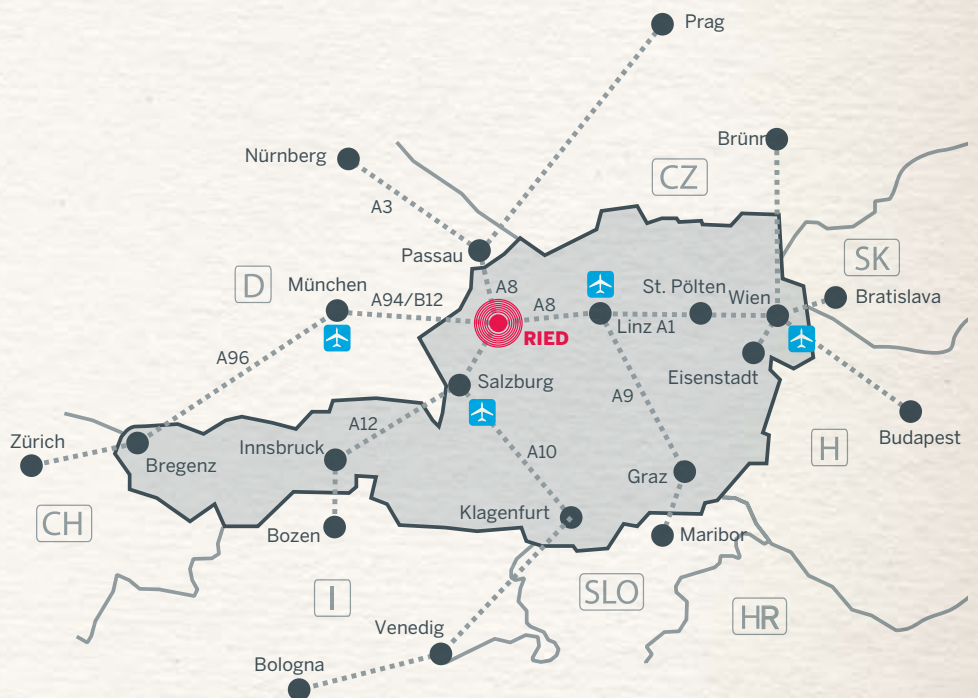 Prag
Brünn
Nürnberg
CZ
A3
Passau
SK
D
München
A8
St. Pölten
Wien
Bratislava
A94/B12
A8
Linz A1
RIED
A96
Eisenstadt
Salzburg
A9
Zürich
A12
Budapest
Bregenz
Innsbruck
A10
H
Graz
CH
Klagenfurt
Bozen
Maribor
I
SLO
HR
Venedig
Bologna